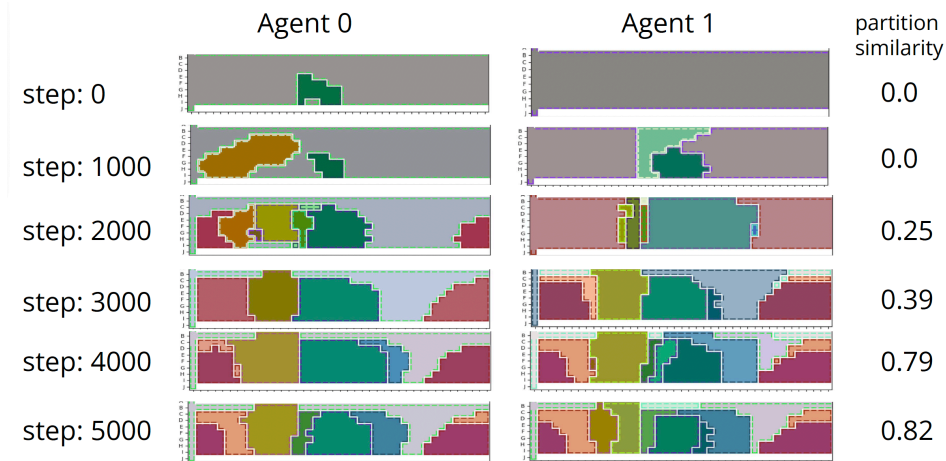 Agent 0 Agent 1 partition
similarity
step: 0 0.0
step: 1000 0.0
step: 2000 0.25
step: 3000 0.39
step: 4000 0.79
step: 5000 0.82